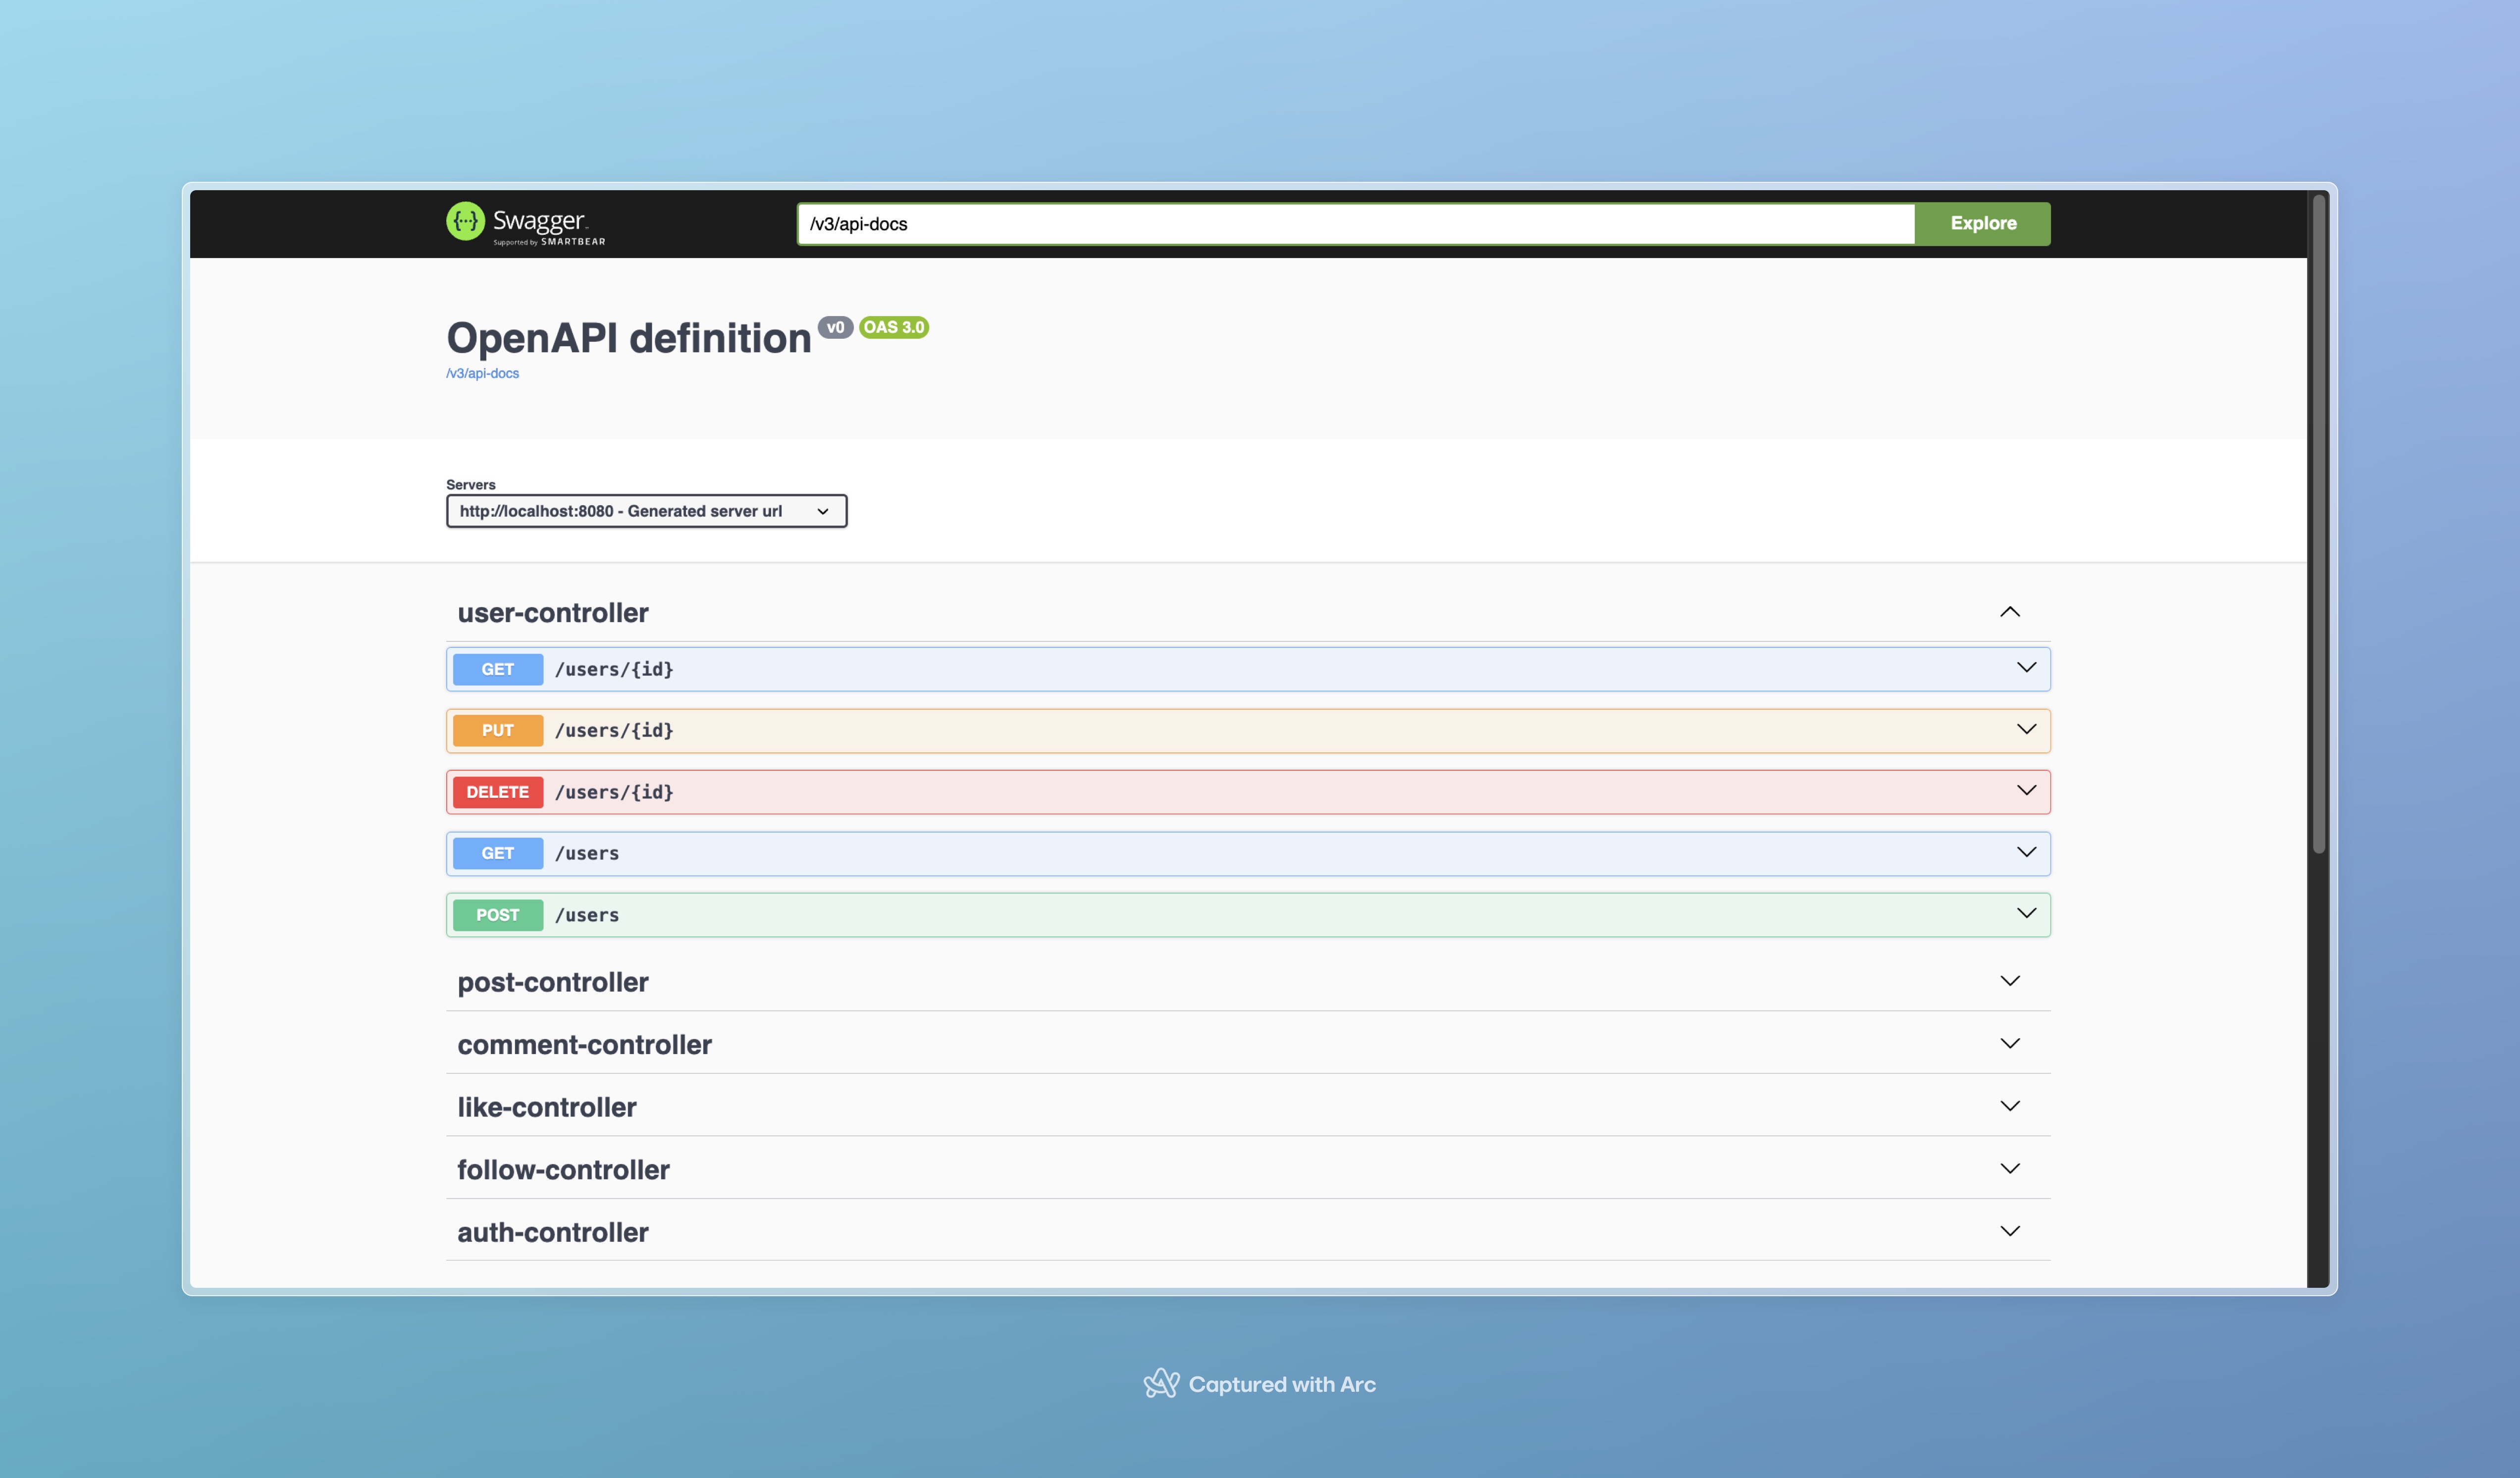 Swagger
Supported by SMARTBEAR
/v3/api-docs
Explore
OpenAPI definition v0 OAS 3.0
/v3/api-docs
Servers
http://localhost:8080 - Generated server url
user-controller
GET /users/{id}
PUT /users/{id}
DELETE /users/{id}
GET /users
POST /users
post-controller
comment-controller
like-controller
follow-controller
auth-controller
Captured with Arc